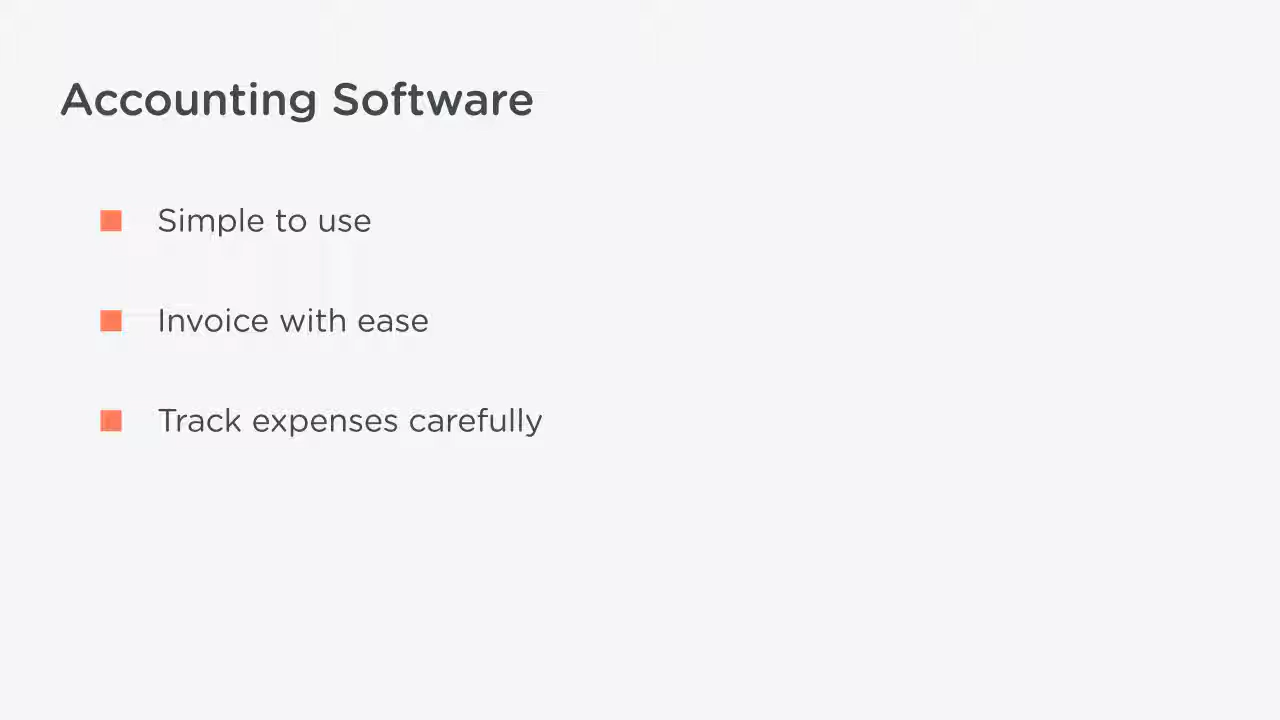 Accounting Software
Simple to use
Invoice with ease
Track expenses carefully